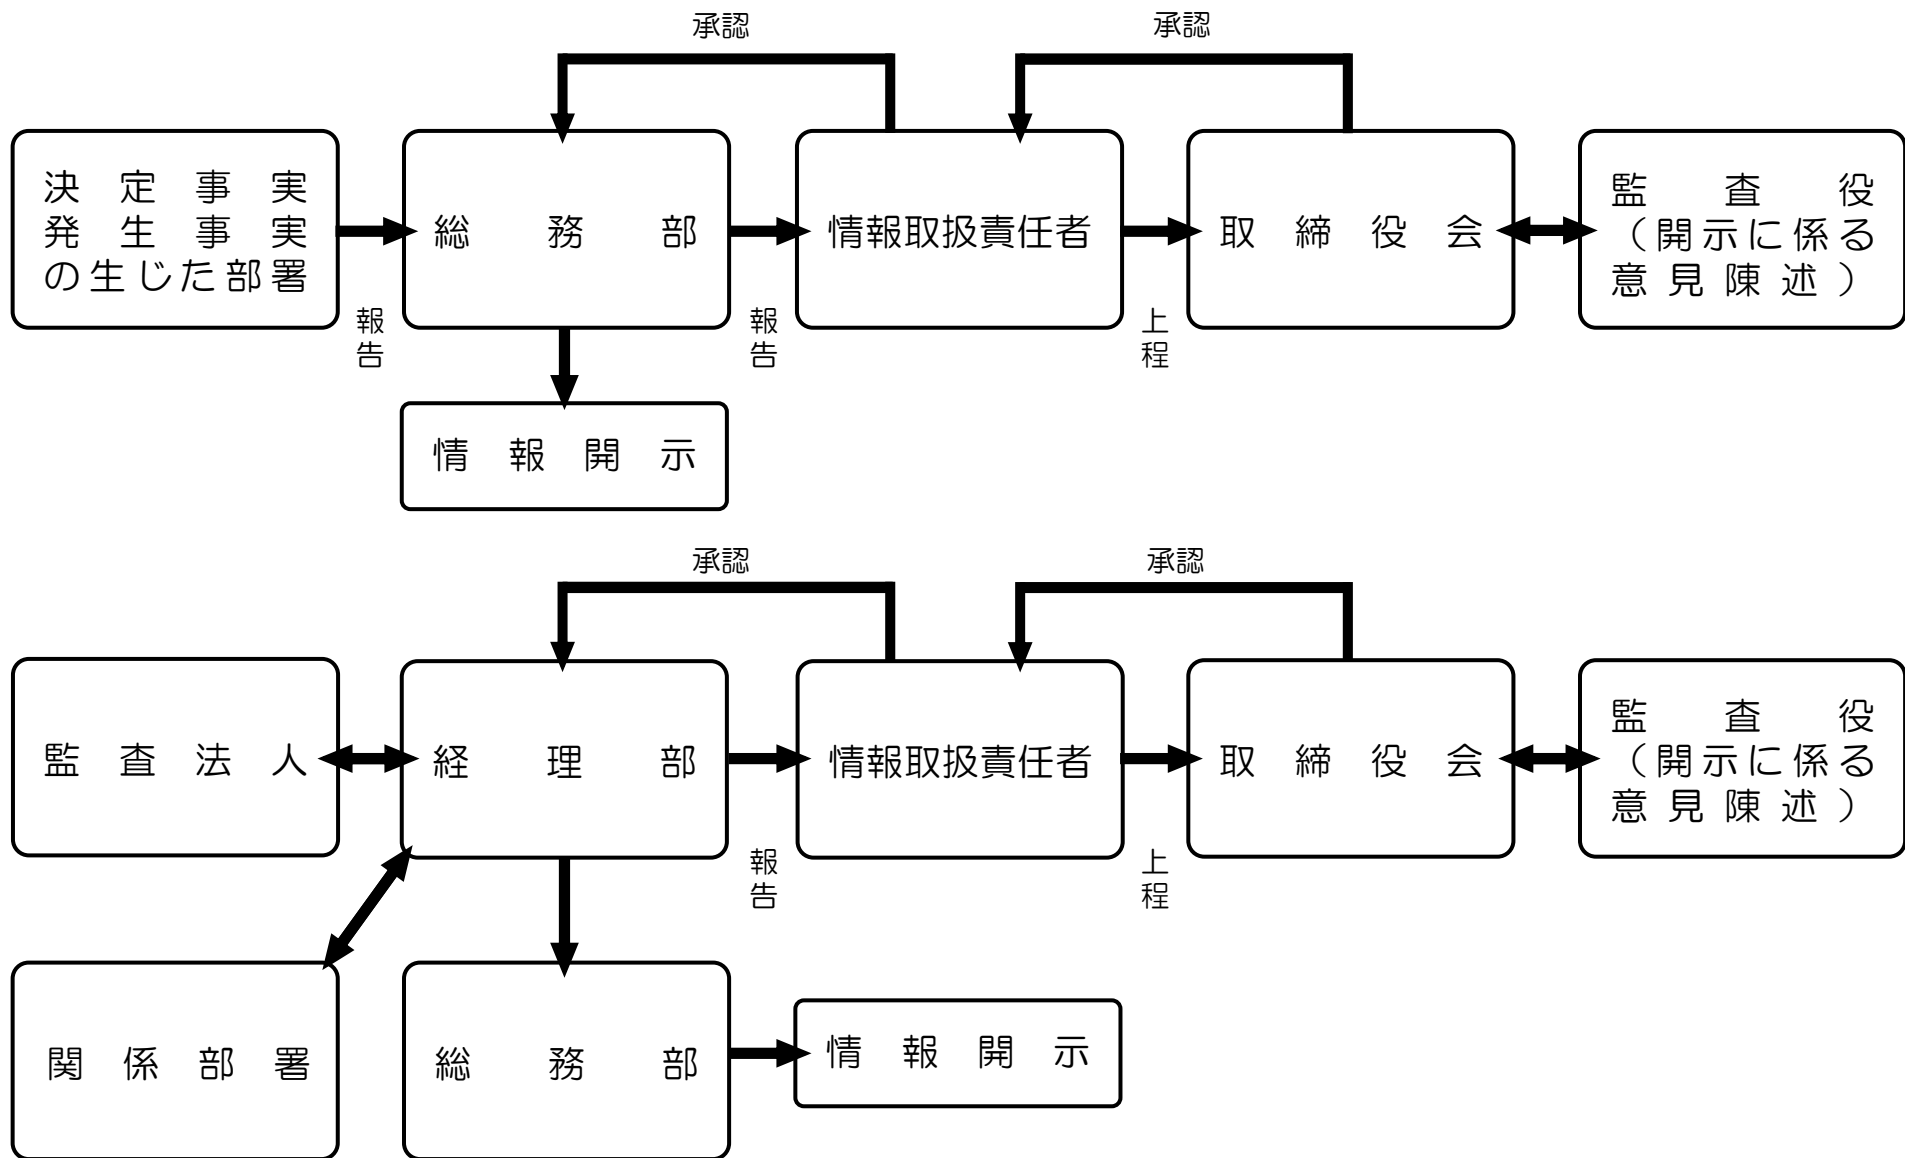 承認
承認
決定事実
発生事実
の生じた部署
総務部
情報取扱責任者
取締役会
監査役
（開示に係る
意見陳述）
報告
報告
上程
情報開示
承認
承認
監査法人
経理部
情報取扱責任者
取締役会
監査役
（開示に係る
意見陳述）
報告
上程
関係部署
総務部
情報開示